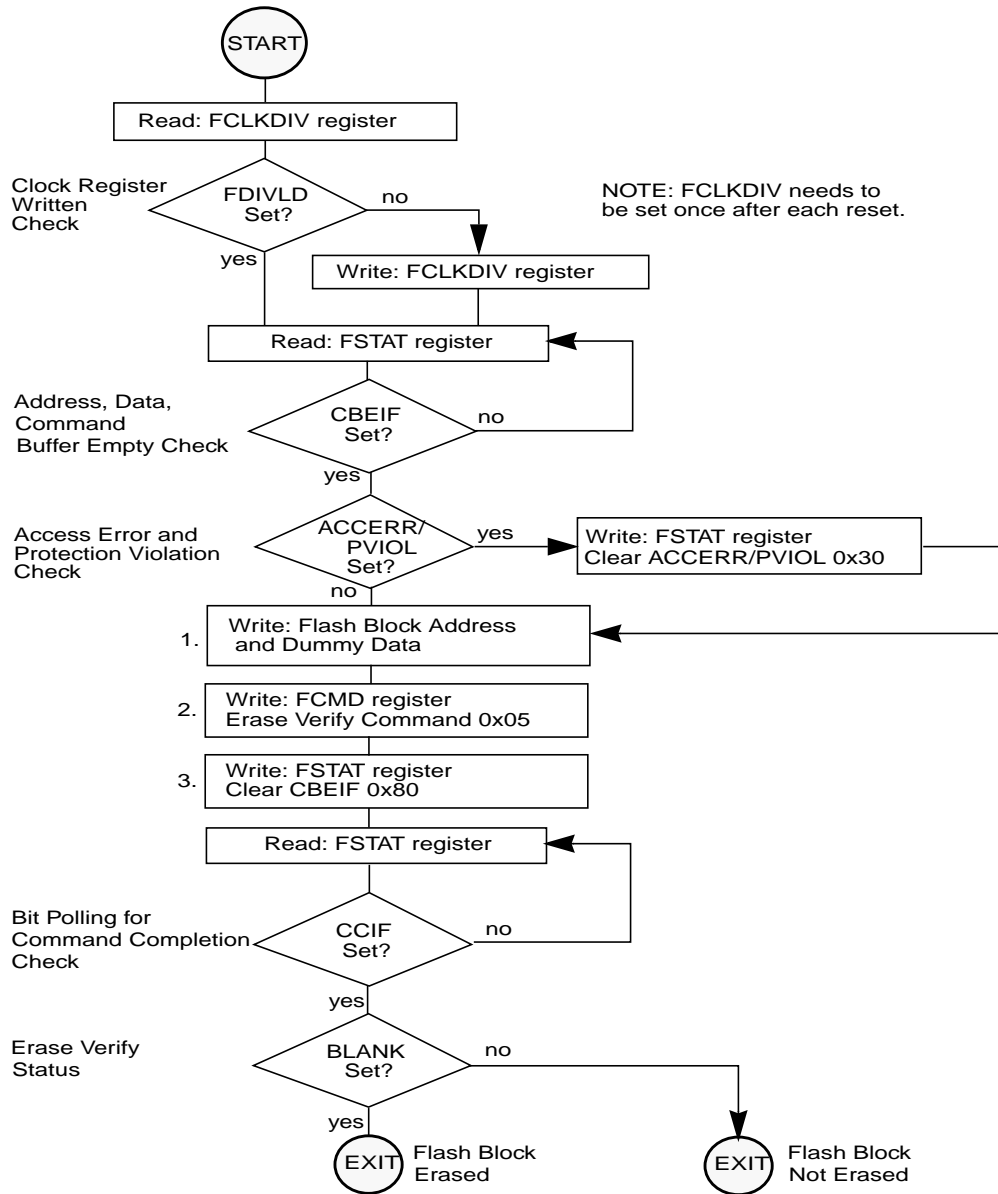 START
Read: FCLKDIV register
Clock Register
Written
Check
FDIVLD
Set?
no
yes
NOTE: FCLKDIV needs to
be set once after each reset.
Write: FCLKDIV register
Read: FSTAT register
Address, Data,
Command
Buffer Empty Check
CBEIF
Set?
no
yes
Access Error and
Protection Violation
Check
ACCERR/
PVIOL
Set?
yes
no
Write: FSTAT register
Clear ACCERR/PVIOL 0x30
1.
Write: Flash Block Address
and Dummy Data
2.
Write: FCMD register
Erase Verify Command 0x05
3.
Write: FSTAT register
Clear CBEIF 0x80
Read: FSTAT register
Bit Polling for
Command Completion
Check
CCIF
Set?
no
yes
Erase Verify
Status
BLANK
Set?
no
yes
EXIT
Flash Block
Erased
EXIT
Flash Block
Not Erased